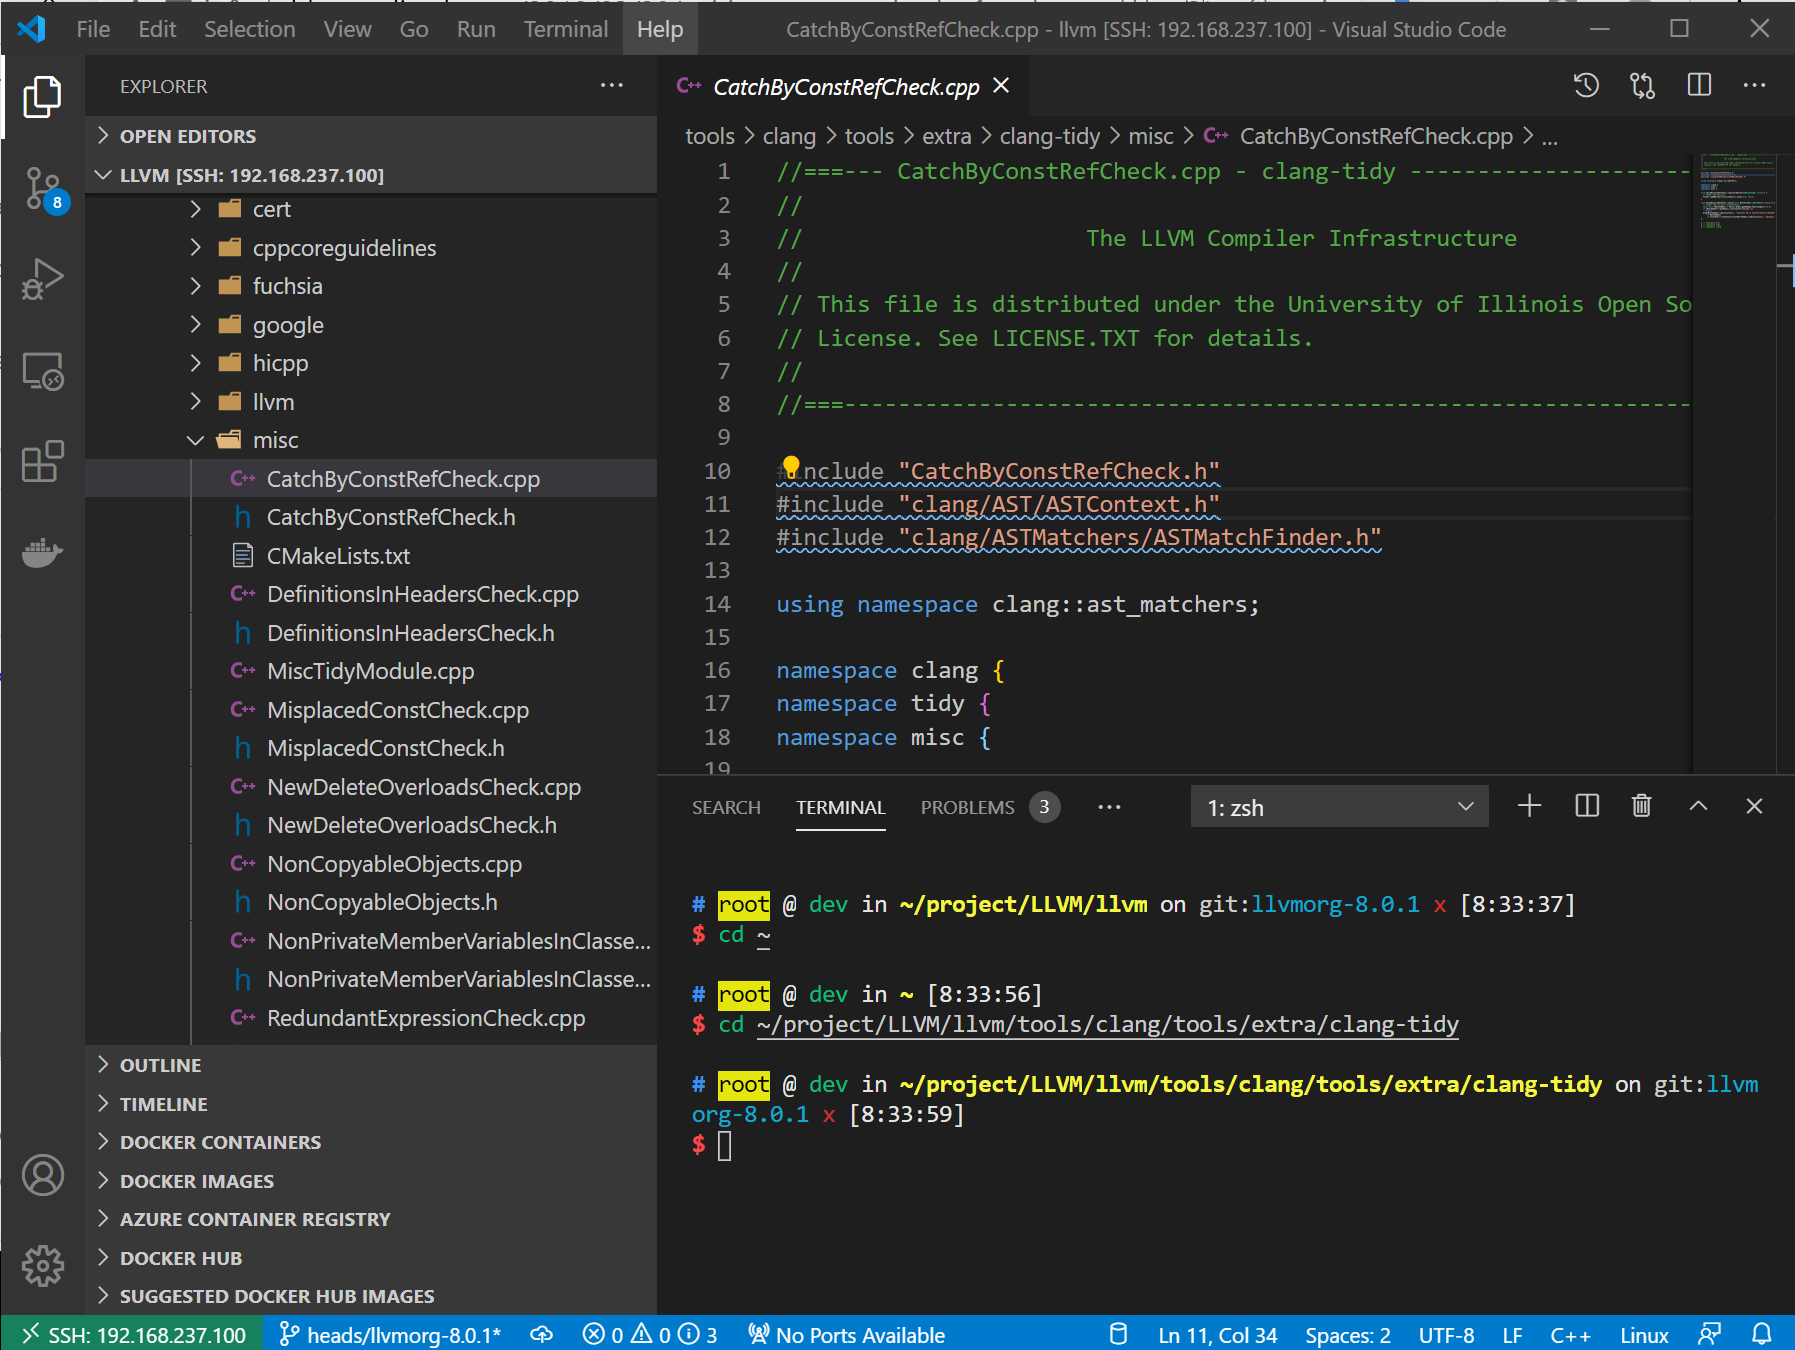 File Edit Selection View Go Run Terminal Help CatchByConstRefCheck.cpp - llvm [SSH: 192.168.237.100] - Visual Studio Code
EXPLORER
OPEN EDITORS
LLVM [SSH: 192.168.237.100]
cert
cppcoreguidelines
fuchsia
google
hicpp
llvm
misc
CatchByConstRefCheck.cpp
CatchByConstRefCheck.h
CMakeLists.txt
DefinitionsInHeadersCheck.cpp
DefinitionsInHeadersCheck.h
MiscTidyModule.cpp
MisplacedConstCheck.cpp
MisplacedConstCheck.h
NewDeleteOverloadsCheck.cpp
NewDeleteOverloadsCheck.h
NonCopyableObjects.cpp
NonCopyableObjects.h
NonPrivateMemberVariablesInClasse...
NonPrivateMemberVariablesInClasse...
RedundantExpressionCheck.cpp
OUTLINE
TIMELINE
DOCKER CONTAINERS
DOCKER IMAGES
AZURE CONTAINER REGISTRY
DOCKER HUB
SUGGESTED DOCKER HUB IMAGES
8
CatchByConstRefCheck.cpp
tools > clang > tools > extra > clang-tidy > misc > CatchByConstRefCheck.cpp > ...
1 //===--- CatchByConstRefCheck.cpp - clang-tidy ---------------------
2 //
3 // The LLVM Compiler Infrastructure
4 //
5 // This file is distributed under the University of Illinois Open So
6 // License. See LICENSE.TXT for details.
7 //
8 //===---------------------------------------------------------------
9
10 #include "CatchByConstRefCheck.h"
11 #include "clang/AST/ASTContext.h"
12 #include "clang/ASTMatchers/ASTMatchFinder.h"
13
14 using namespace clang::ast_matchers;
15
16 namespace clang {
17 namespace tidy {
18 namespace misc {
19
SEARCH TERMINAL PROBLEMS 3 ... 1: zsh
# root @ dev in ~/project/LLVM/llvm on git:llvmorg-8.0.1 x [8:33:37]
$ cd ~
# root @ dev in ~ [8:33:56]
$ cd ~/project/LLVM/llvm/tools/clang/tools/extra/clang-tidy
# root @ dev in ~/project/LLVM/llvm/tools/clang/tools/extra/clang-tidy on git:llvm
org-8.0.1 x [8:33:59]
$
SSH: 192.168.237.100 heads/llvmorg-8.0.1* 0 0 3 No Ports Available Ln 11, Col 34 Spaces: 2 UTF-8 LF C++ Linux